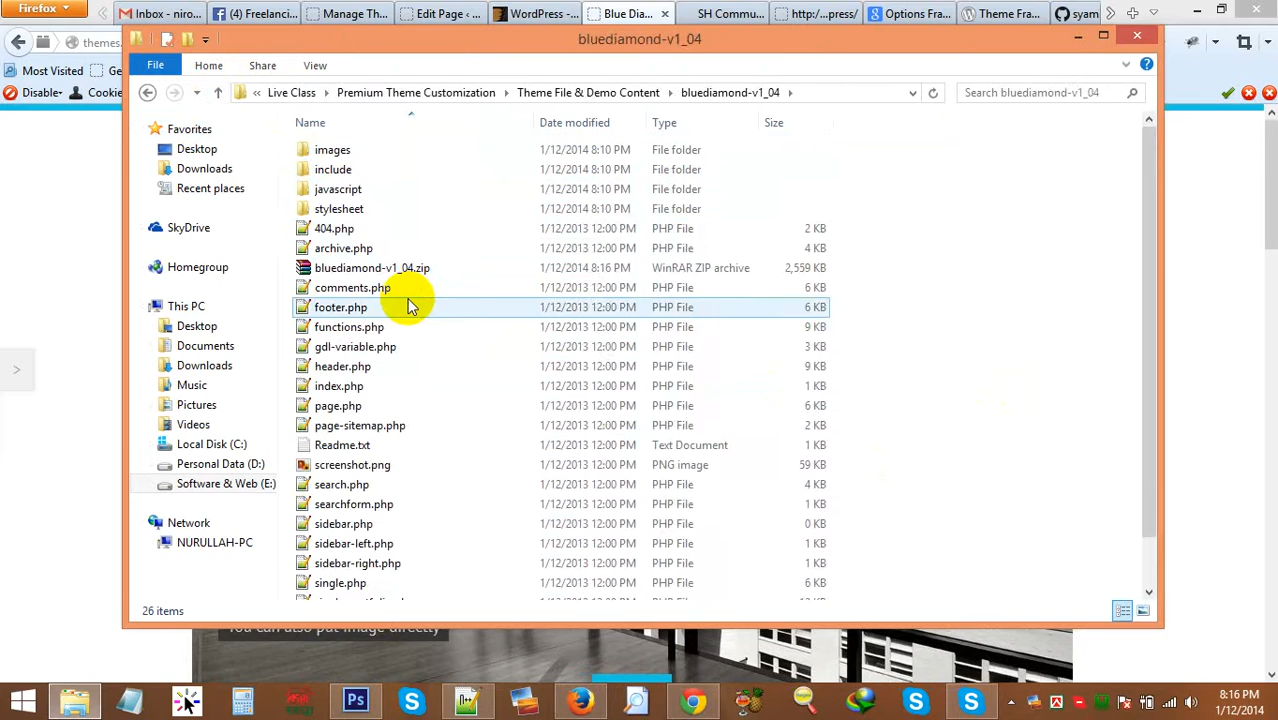 Firefox
Inbox - niro...
(4) Freelanci...
Manage Th...
Edit Page ‹ ...
WordPress -...
Blue Dia...
SH Commu...
http:/...press/
Options Fra...
Theme Fra...
syam
themes.
Most Visited
Ge
Disable
Cookie
bluediamond-v1_04
File
Home
Share
View
Live Class
Premium Theme Customization
Theme File & Demo Content
bluediamond-v1_04
Search bluediamond-v1_04
Name
Date modified
Type
Size
Favorites
Desktop
Downloads
Recent places
SkyDrive
Homegroup
This PC
Desktop
Documents
Downloads
Music
Pictures
Videos
Local Disk (C:)
Personal Data (D:)
Software & Web (E:)
Network
NURULLAH-PC
images 1/12/2014 8:10 PM File folder
include 1/12/2014 8:10 PM File folder
javascript 1/12/2014 8:10 PM File folder
stylesheet 1/12/2014 8:10 PM File folder
404.php 1/12/2013 12:00 PM PHP File 2 KB
archive.php 1/12/2013 12:00 PM PHP File 4 KB
bluediamond-v1_04.zip 1/12/2014 8:16 PM WinRAR ZIP archive 2,559 KB
comments.php 1/12/2013 12:00 PM PHP File 6 KB
footer.php 1/12/2013 12:00 PM PHP File 6 KB
functions.php 1/12/2013 12:00 PM PHP File 9 KB
gdl-variable.php 1/12/2013 12:00 PM PHP File 3 KB
header.php 1/12/2013 12:00 PM PHP File 9 KB
index.php 1/12/2013 12:00 PM PHP File 1 KB
page.php 1/12/2013 12:00 PM PHP File 6 KB
page-sitemap.php 1/12/2013 12:00 PM PHP File 2 KB
Readme.txt 1/12/2013 12:00 PM Text Document 1 KB
screenshot.png 1/12/2013 12:00 PM PNG image 59 KB
search.php 1/12/2013 12:00 PM PHP File 4 KB
searchform.php 1/12/2013 12:00 PM PHP File 1 KB
sidebar.php 1/12/2013 12:00 PM PHP File 0 KB
sidebar-left.php 1/12/2013 12:00 PM PHP File 1 KB
sidebar-right.php 1/12/2013 12:00 PM PHP File 1 KB
single.php 1/12/2013 12:00 PM PHP File 6 KB
26 items
You can also put image directly
8:16 PM
1/12/2014